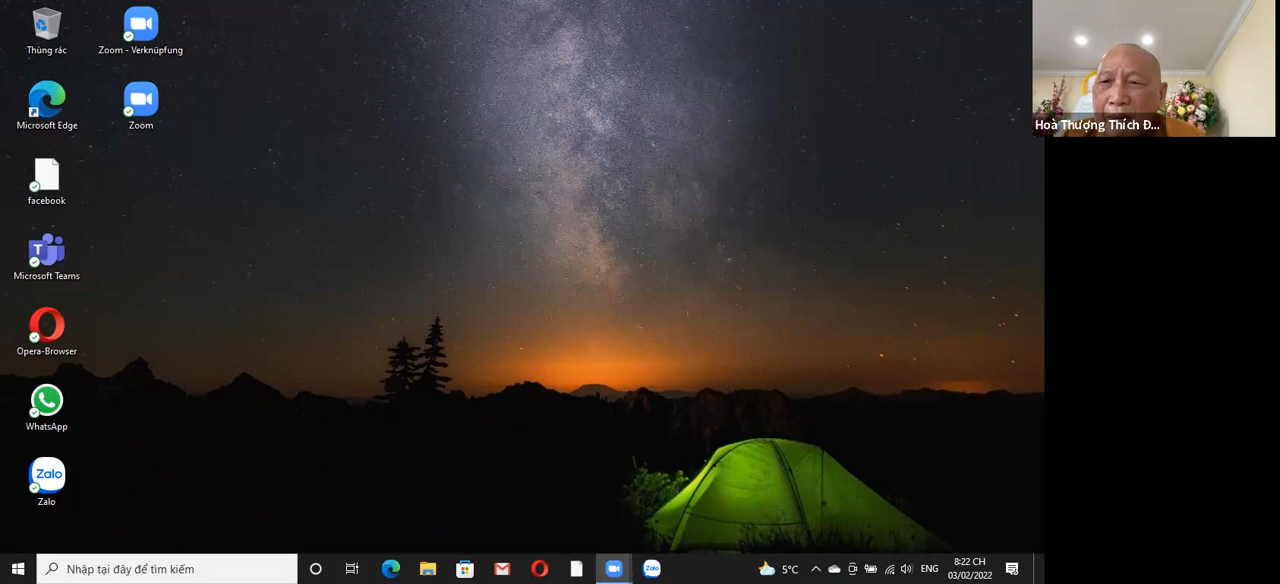 Thùng rác
Zoom - Verknüpfung
Microsoft Edge
Zoom
facebook
Microsoft Teams
Opera-Browser
WhatsApp
Zalo
Zalo
Hoà Thượng Thích Đ...
Nhập tại đây để tìm kiếm
Zalo
5°C
ENG
8:22 CH
03/02/2022